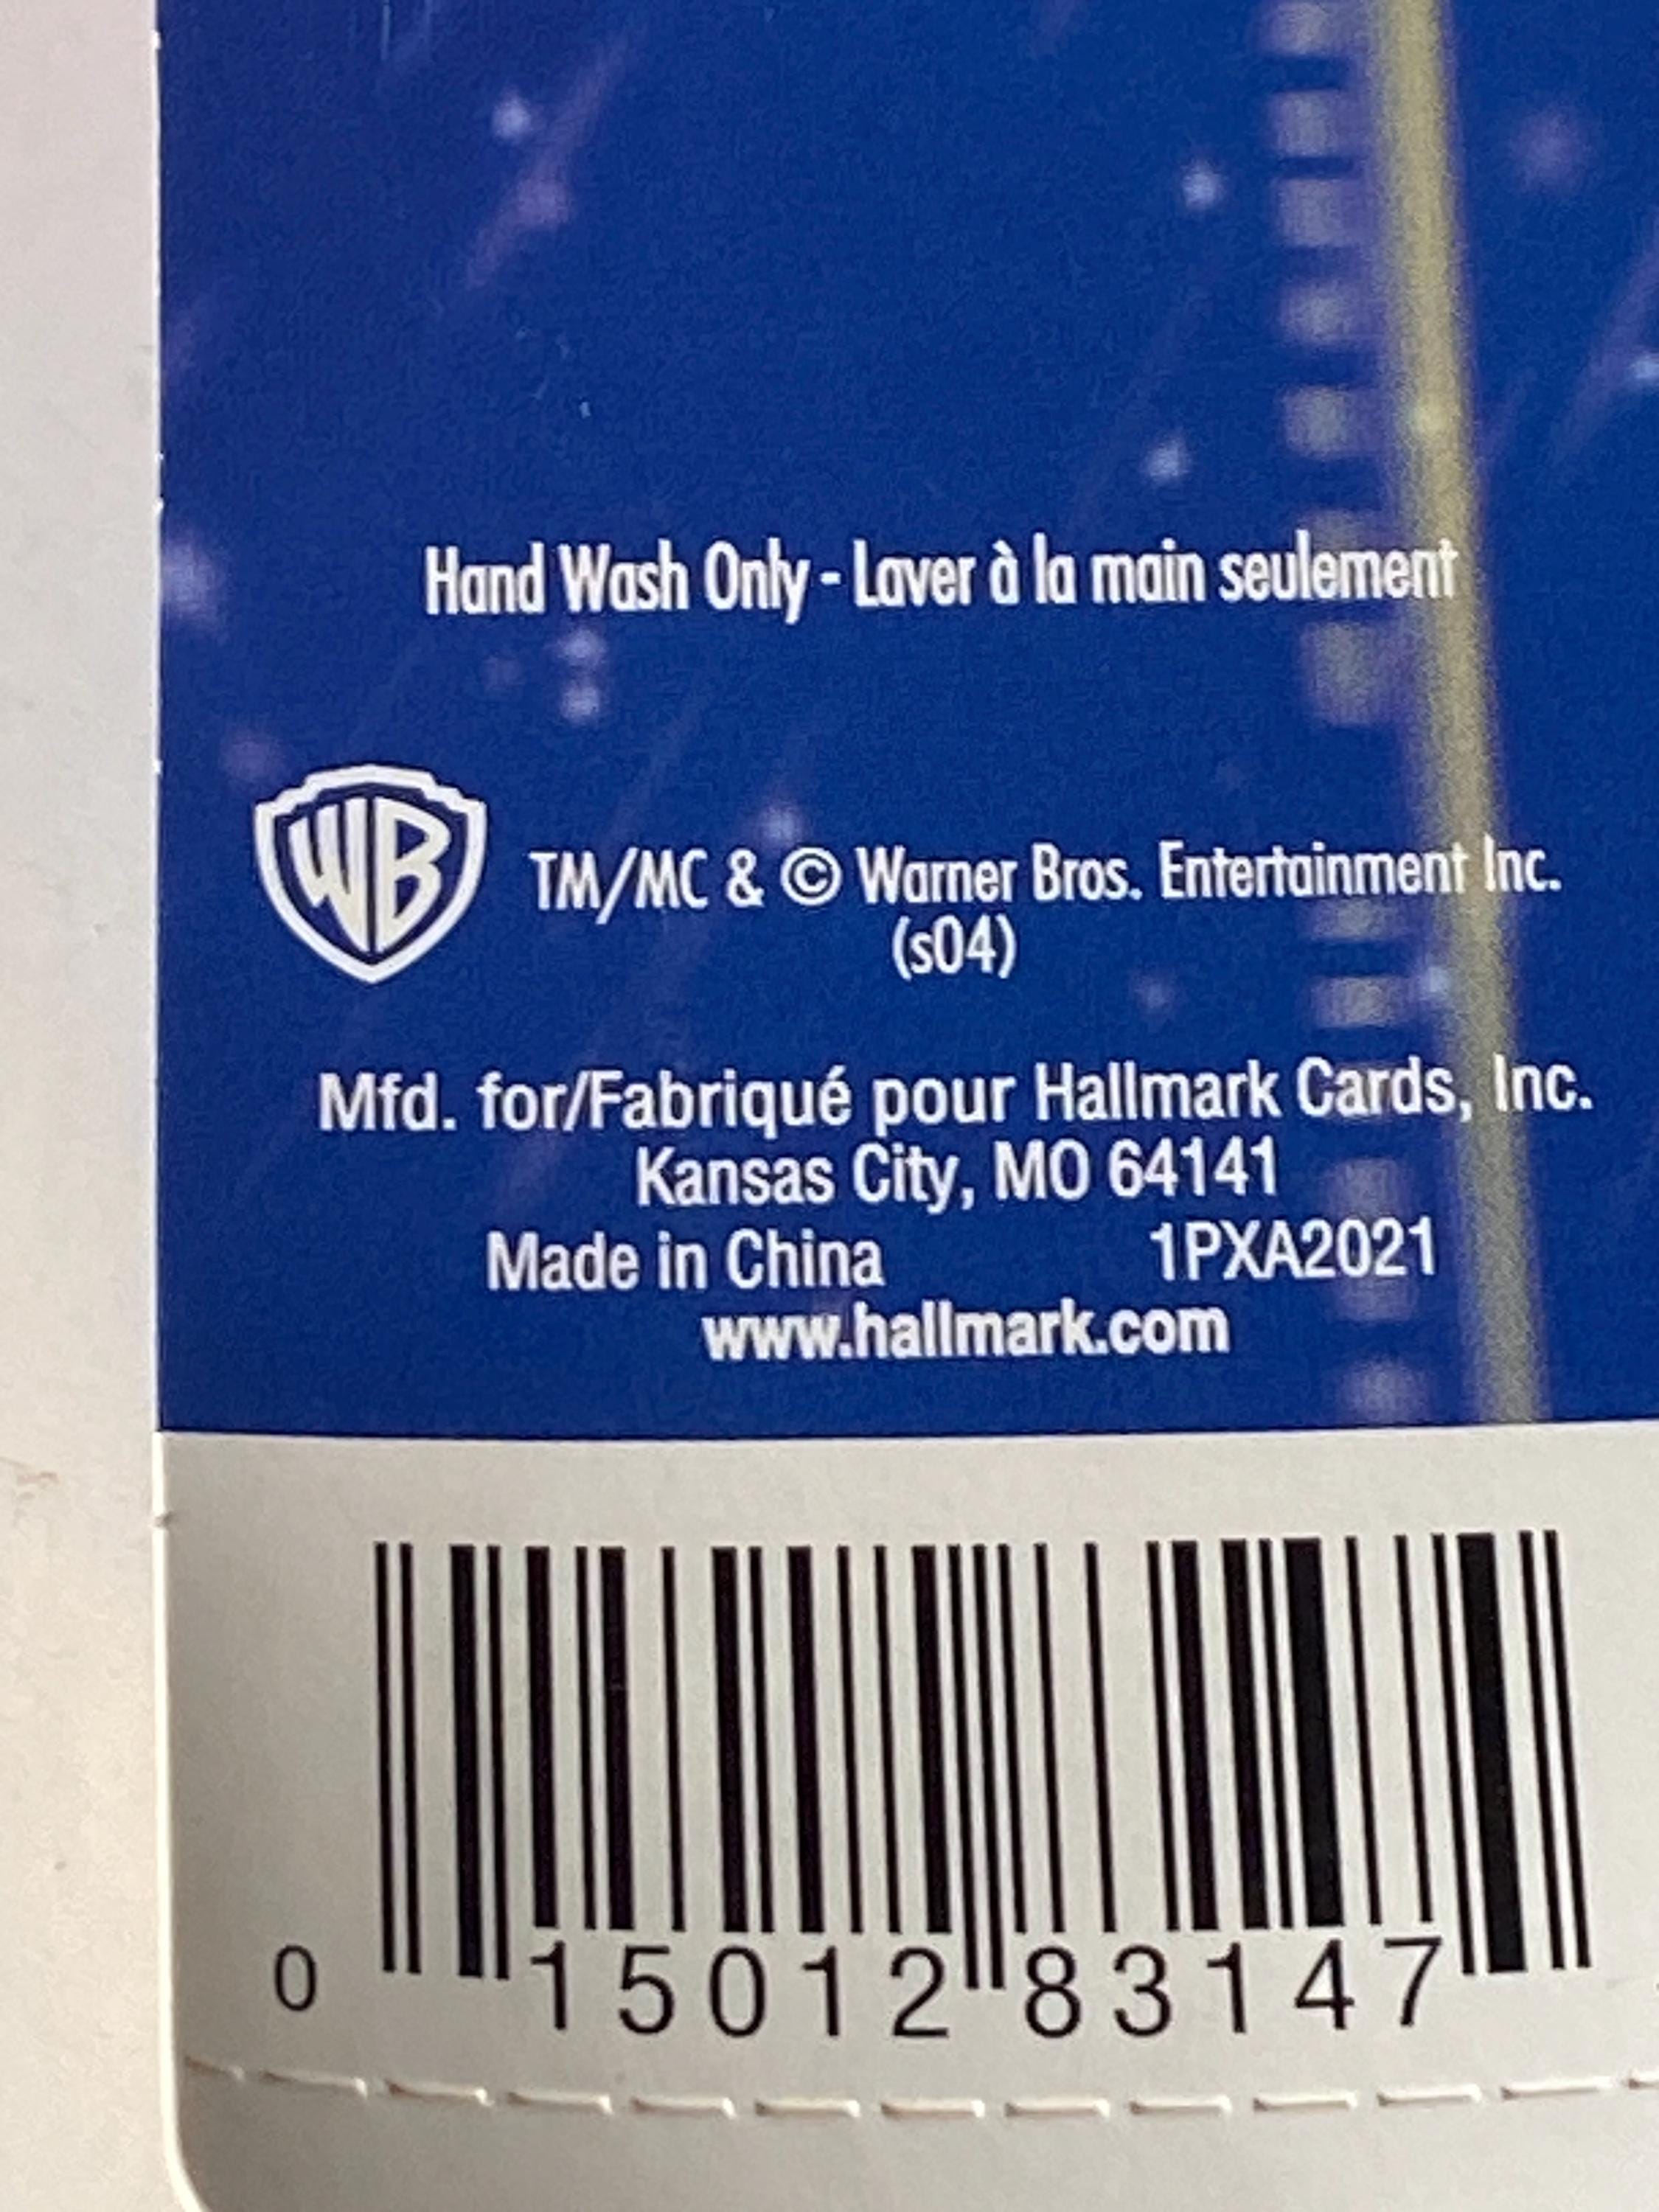 Hand Wash Only - Laver à la main seulement
WB TM/MC & © Warner Bros. Entertainment Inc.
(s04)
Mfd. for/Fabriqué pour Hallmark Cards, Inc.
Kansas City, MO 64141
Made in China 1PXA2021
www.hallmark.com
0 15012 83147